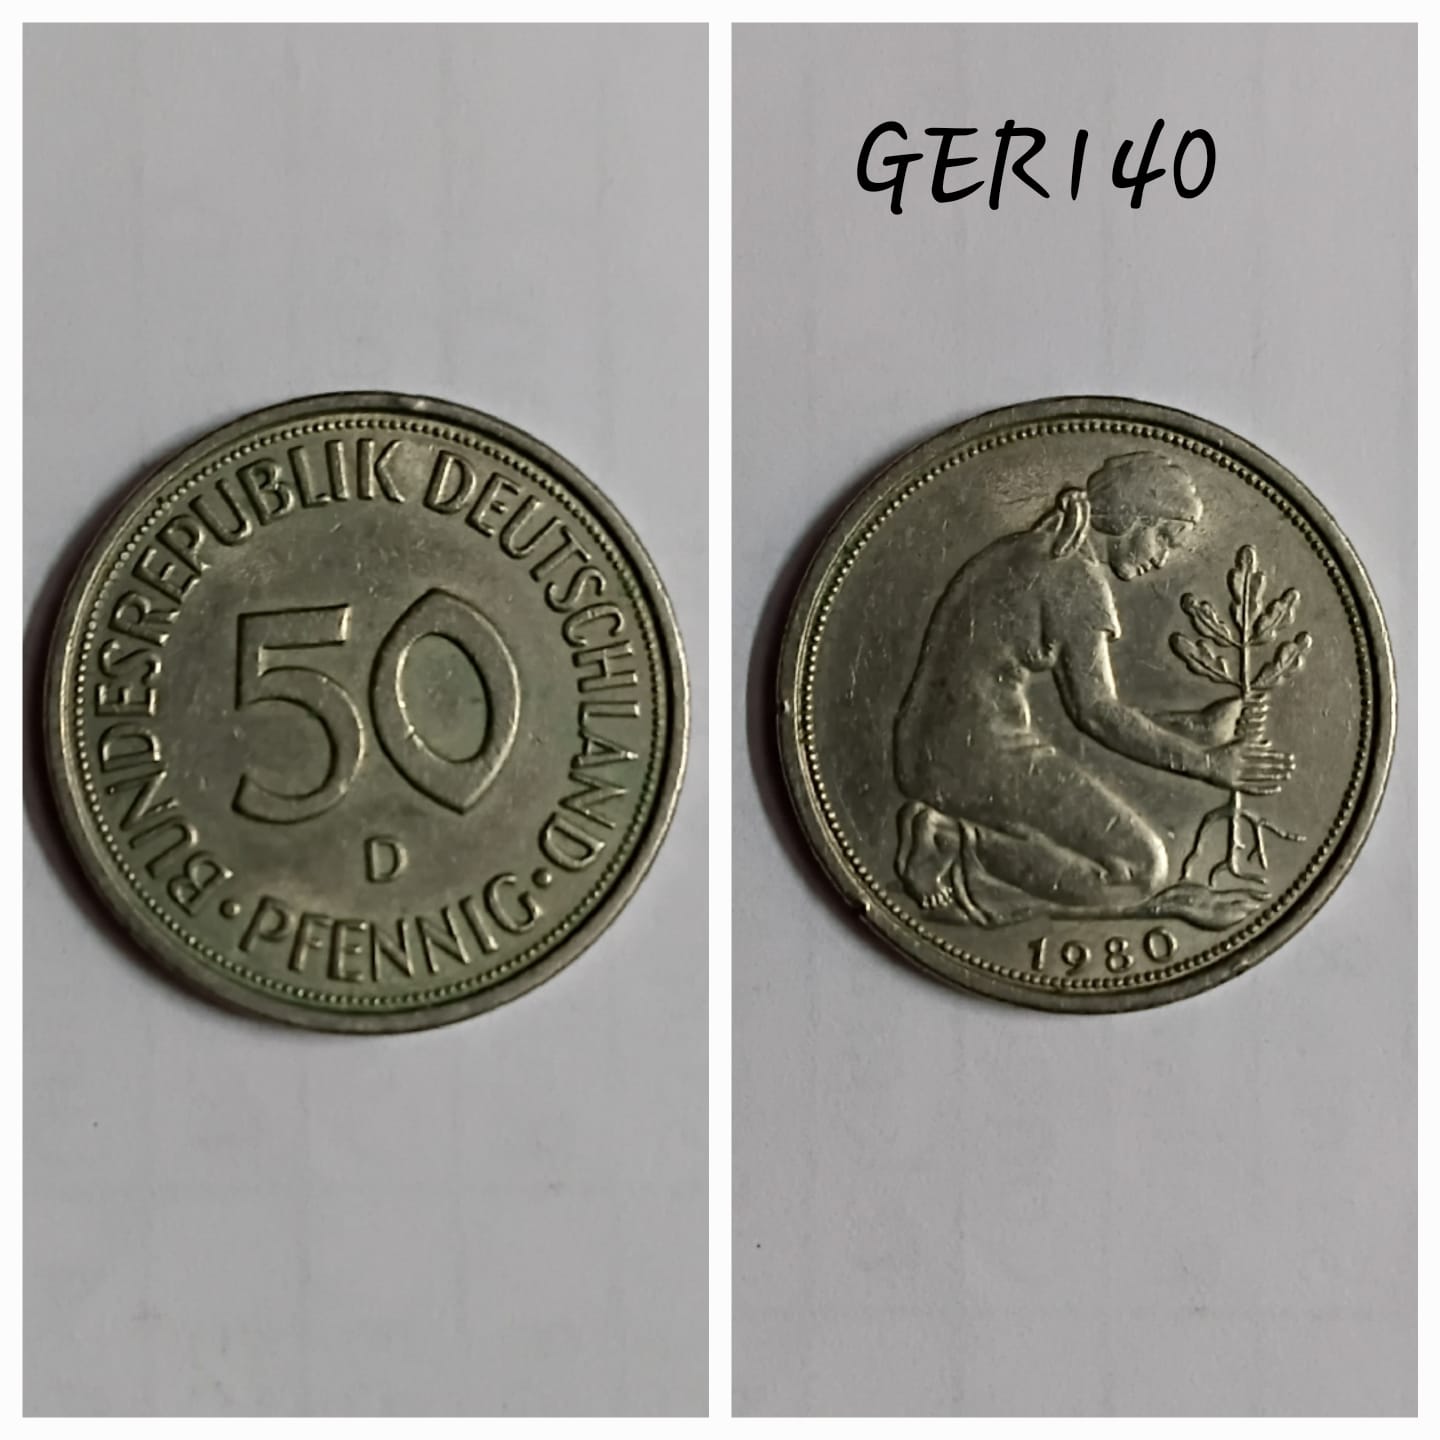 BUNDESREPUBLIK DEUTSCHLAND
50
D
PFENNIG
GER140
1980